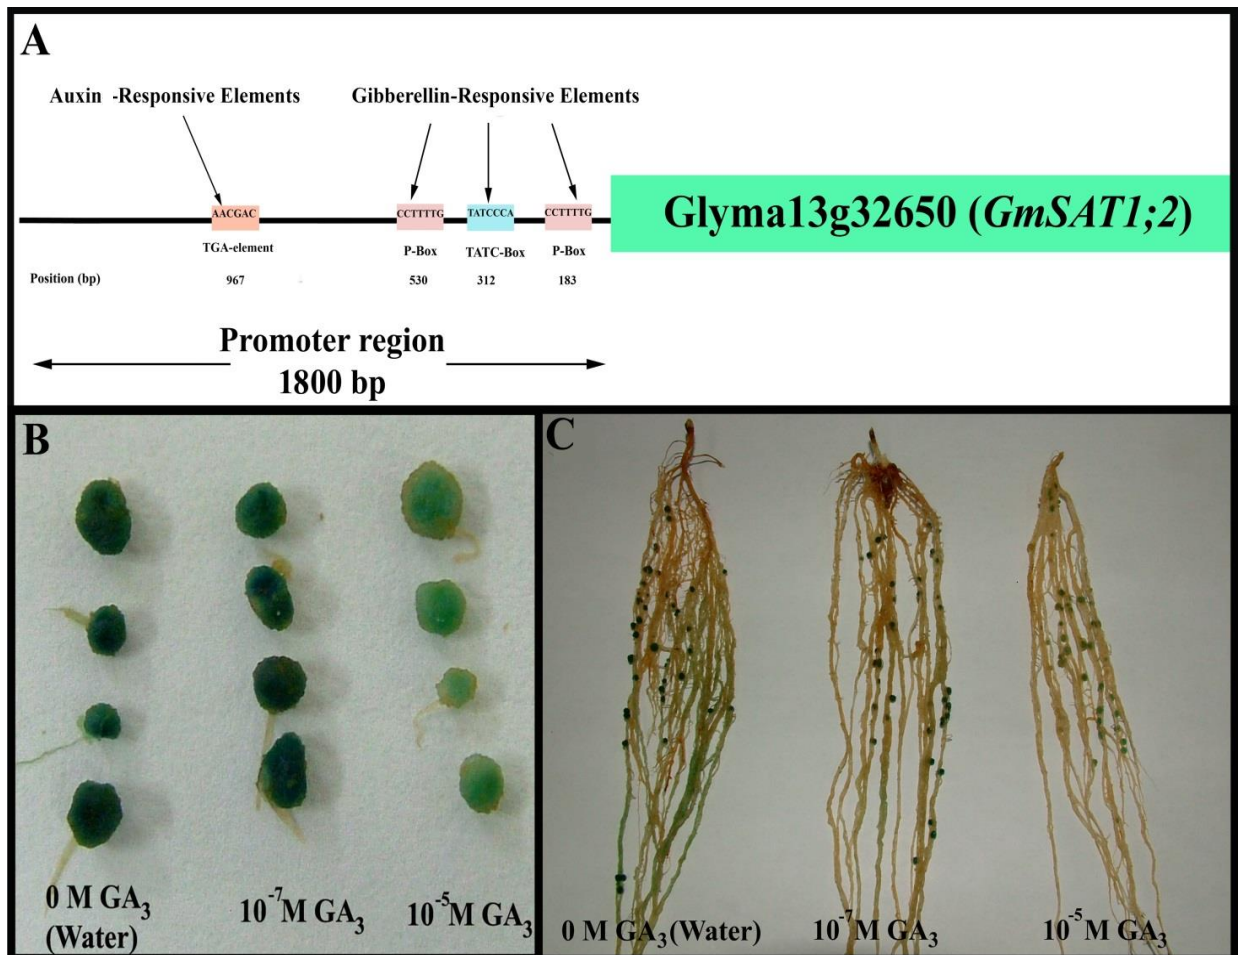 A
Auxin -Responsive Elements Gibberellin-Responsive Elements
AACGAC CCTTTTG TATCCCA CCTTTTG
Glyma13g32650 (GmSAT1;2)
TGA-element P-Box TATC-Box P-Box
Position (bp) 967 530 312 183
Promoter region
1800 bp
B
0 M GA3
(Water)
10-7M GA3
10-5M GA3
C
0 M GA3(Water) 10-7M GA3 10-5M GA3